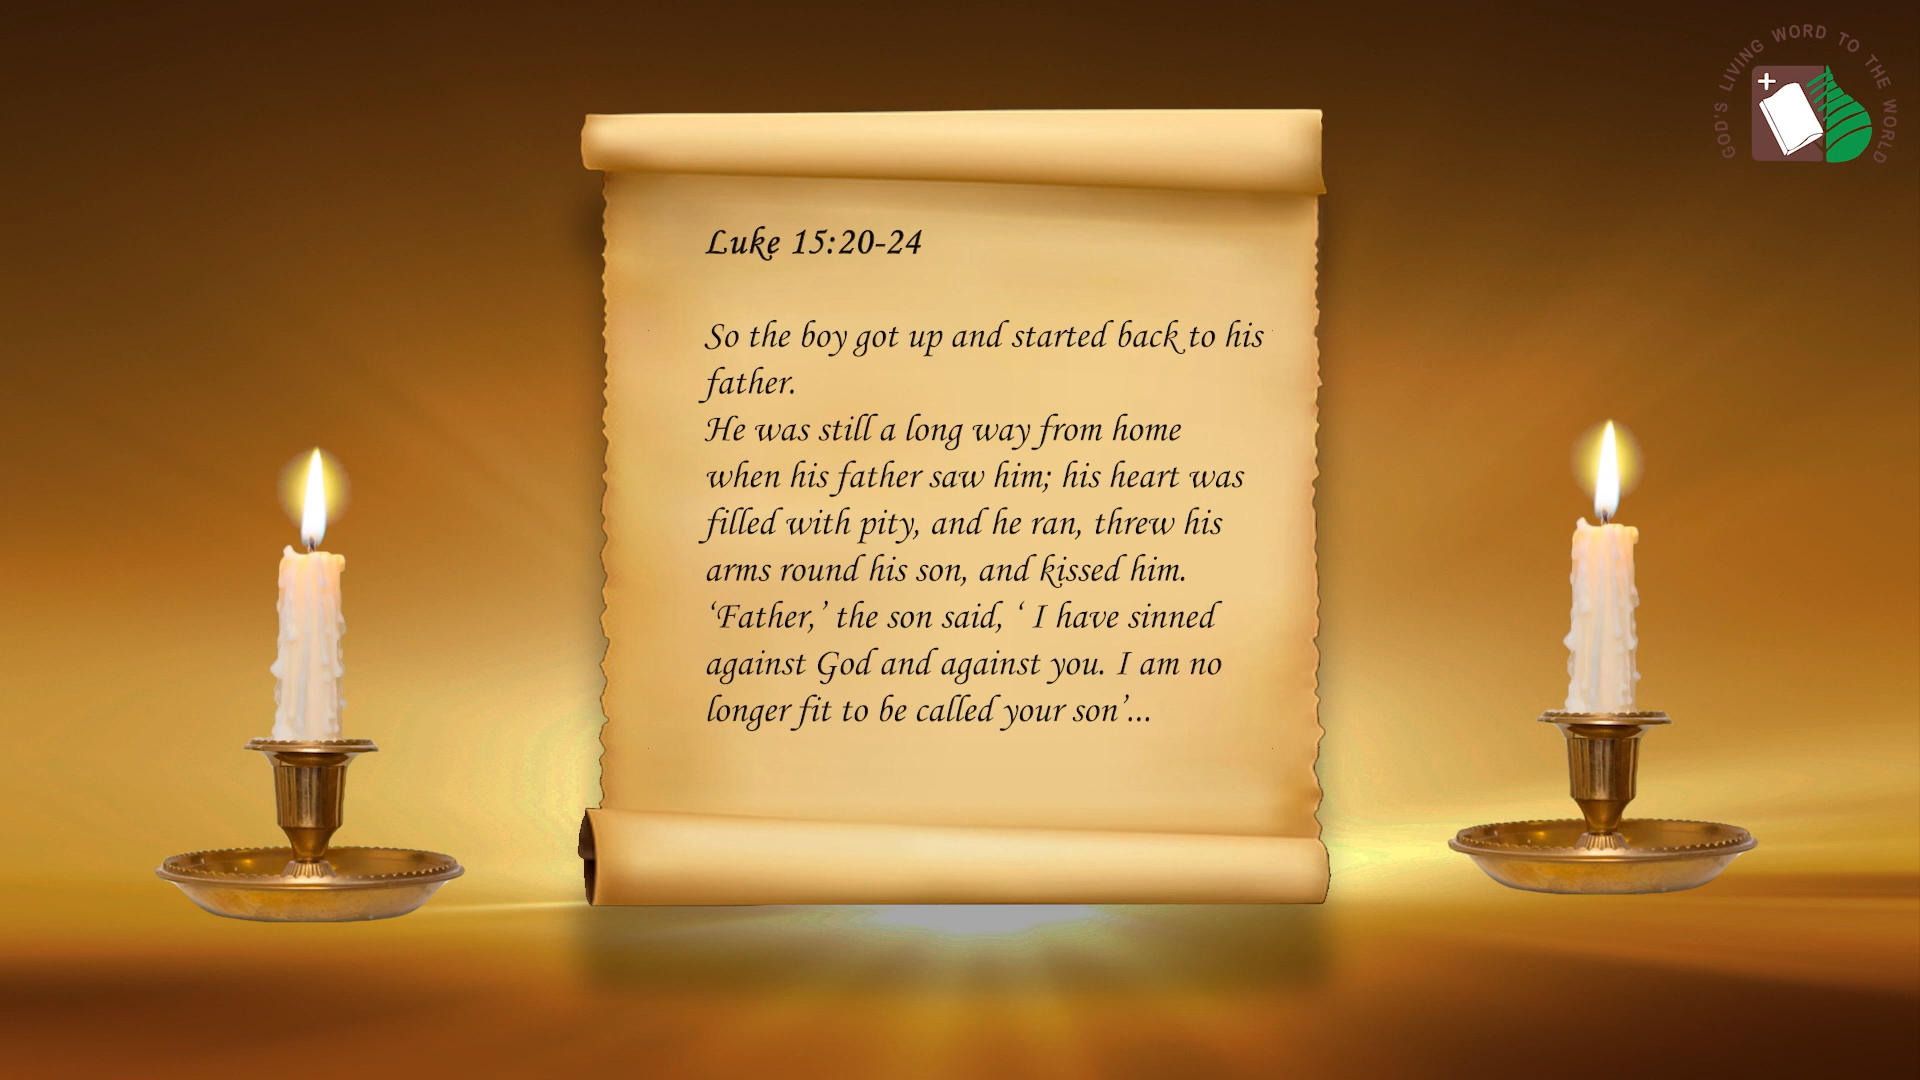 GOD'S LIVING WORD TO THE WORLD
Luke 15:20-24
So the boy got up and started back to his
father.
He was still a long way from home
when his father saw him; his heart was
filled with pity, and he ran, threw his
arms round his son, and kissed him.
‘Father,’ the son said, ‘ I have sinned
against God and against you. I am no
longer fit to be called your son’...